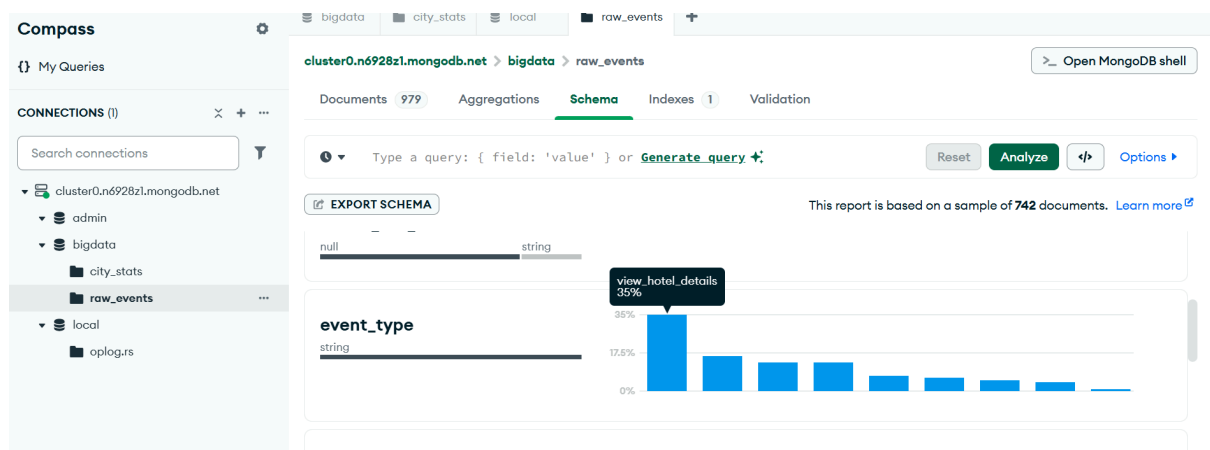 Compass
{} My Queries
CONNECTIONS (1)
Search connections
cluster0.n6928z1.mongodb.net
admin
bigdata
city_stats
raw_events
local
oplog.rs
bigdata city_stats local raw_events +
cluster0.n6928z1.mongodb.net > bigdata > raw_events
>_ Open MongoDB shell
Documents 979 Aggregations Schema Indexes 1 Validation
Type a query: { field: 'value' } or Generate query
Reset Analyze </> Options
EXPORT SCHEMA
This report is based on a sample of 742 documents. Learn more
null string
view_hotel_details
35%
event_type
string
35%
17.5%
0%